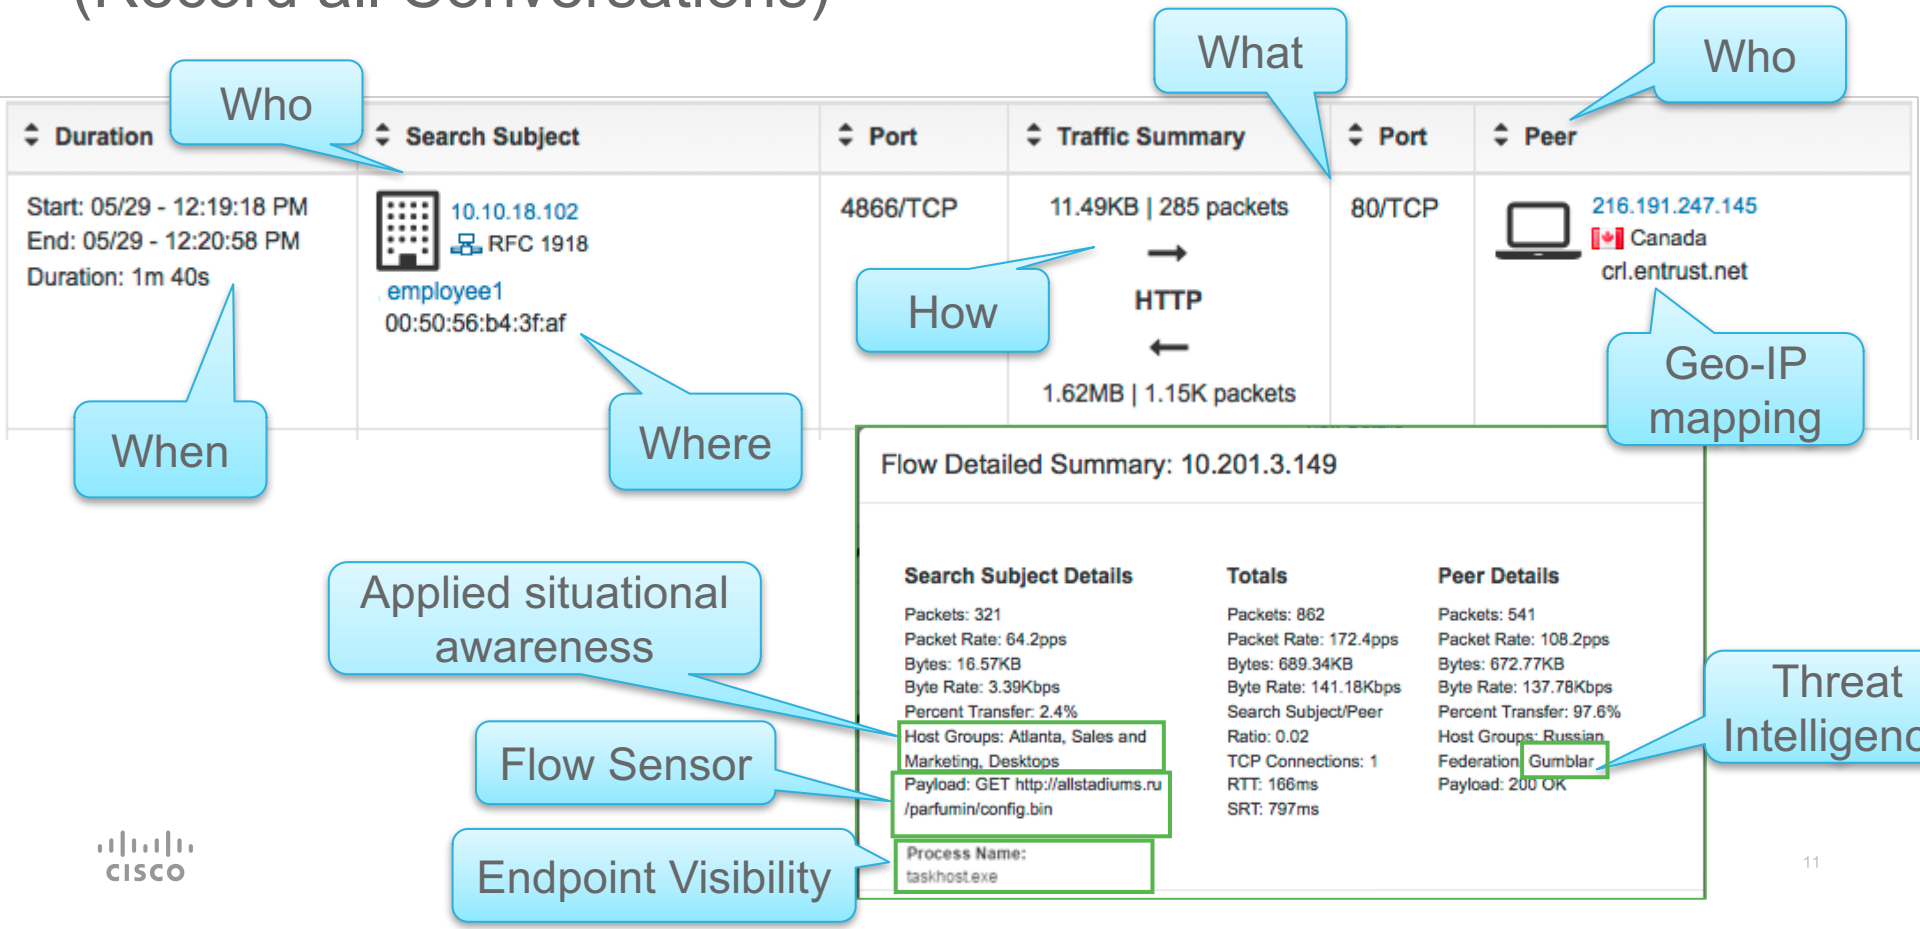 (Record all Conversations)
What
Who
Who
Duration
Search Subject
Port
Traffic Summary
Port
Peer
Start: 05/29 - 12:19:18 PM
End: 05/29 - 12:20:58 PM
Duration: 1m 40s
10.10.18.102
RFC 1918
employee1
00:50:56:b4:3f:af
4866/TCP
11.49KB | 285 packets
HTTP
1.62MB | 1.15K packets
80/TCP
216.191.247.145
Canada
crl.entrust.net
How
When
Where
Geo-IP
mapping
Flow Detailed Summary: 10.201.3.149
Search Subject Details
Packets: 321
Packet Rate: 64.2pps
Bytes: 16.57KB
Byte Rate: 3.39Kbps
Percent Transfer: 2.4%
Host Groups: Atlanta, Sales and
Marketing, Desktops
Payload: GET http://allstadiums.ru
/parfumin/config.bin
Process Name:
taskhost.exe
Totals
Packets: 862
Packet Rate: 172.4pps
Bytes: 689.34KB
Byte Rate: 141.18Kbps
Search Subject/Peer
Ratio: 0.02
TCP Connections: 1
RTT: 166ms
SRT: 797ms
Peer Details
Packets: 541
Packet Rate: 108.2pps
Bytes: 672.77KB
Byte Rate: 137.78Kbps
Percent Transfer: 97.6%
Host Groups: Russian
Federation, Gumblar
Payload: 200 OK
Applied situational
awareness
Flow Sensor
Endpoint Visibility
Threat
Intelligenc
CISCO
11